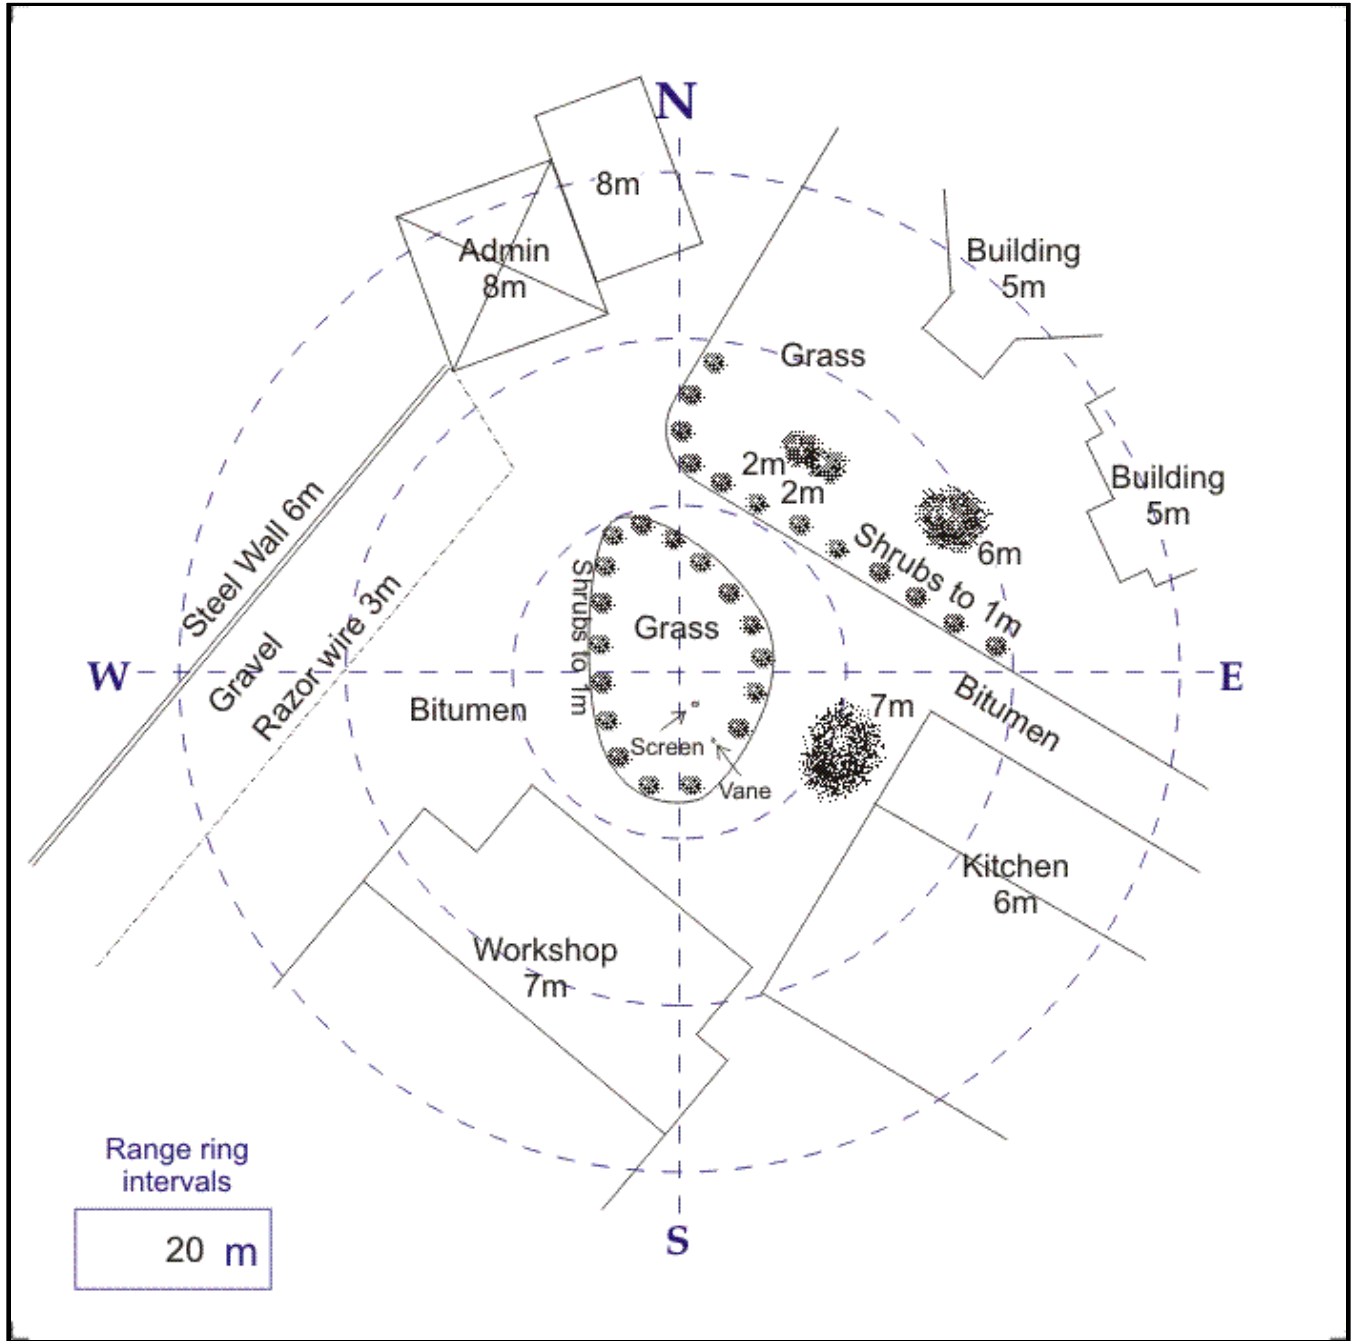 N
8m
Admin
8m
Building
5m
Grass
Building
5m
2m
2m
6m
Steel Wall 6m
Shrubs to 1m
Razor wire 3m
Shrubs to 1m
Grass
Gravel
W
E
Bitumen
7m
Bitumen
Screen
Vane
Kitchen
6m
Workshop
7m
Range ring
intervals
20 m
S